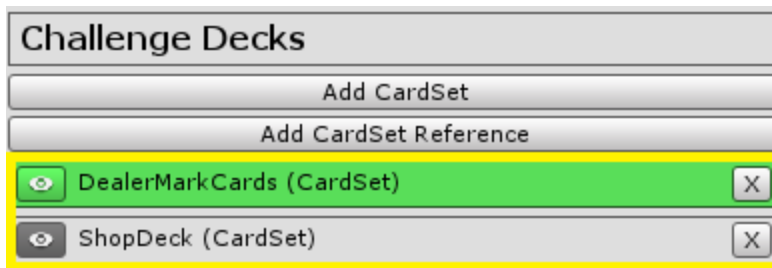 Challenge Decks
Add CardSet
Add CardSet Reference
DealerMarkCards (CardSet) X
ShopDeck (CardSet) X